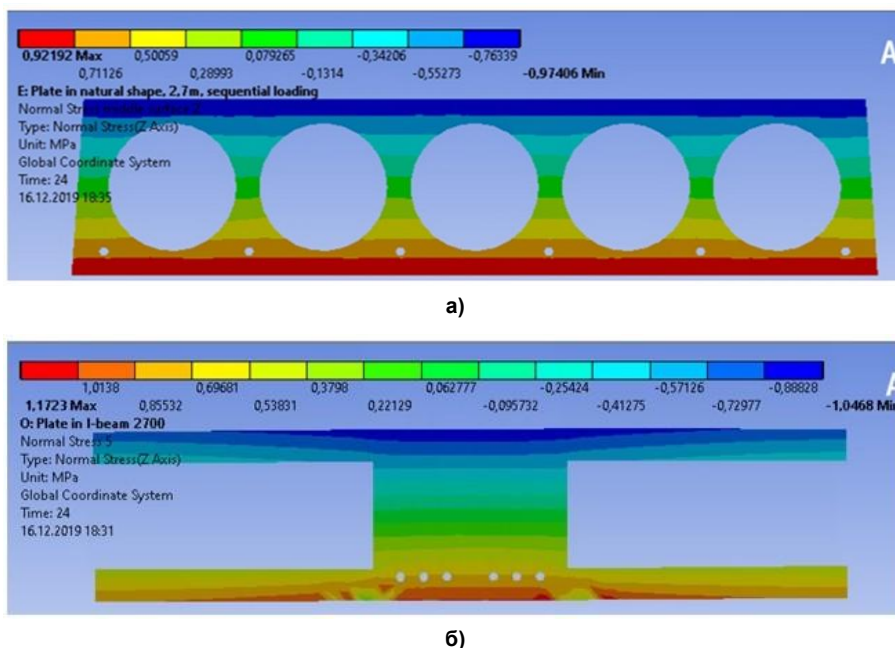 0,92192 Max 0,50059 0,079265 -0,34206 -0,76339
0,71126 0,28993 -0,1314 -0,55273 -0,97406 Min
A
E: Plate in natural shape, 2,7m, sequential loading
Normal Stress middle surface 2
Type: Normal Stress(Z Axis)
Unit: MPa
Global Coordinate System
Time: 24
16.12.2019 18:35
а)
1,0138 0,69681 0,3798 0,062777 -0,25424 -0,57126 -0,88828
1,1723 Max 0,85532 0,53831 0,22129 -0,095732 -0,41275 -0,72977 -1,0468 Min
A
O: Plate in I-beam 2700
Normal Stress 5
Type: Normal Stress(Z Axis)
Unit: MPa
Global Coordinate System
Time: 24
16.12.2019 18:31
б)